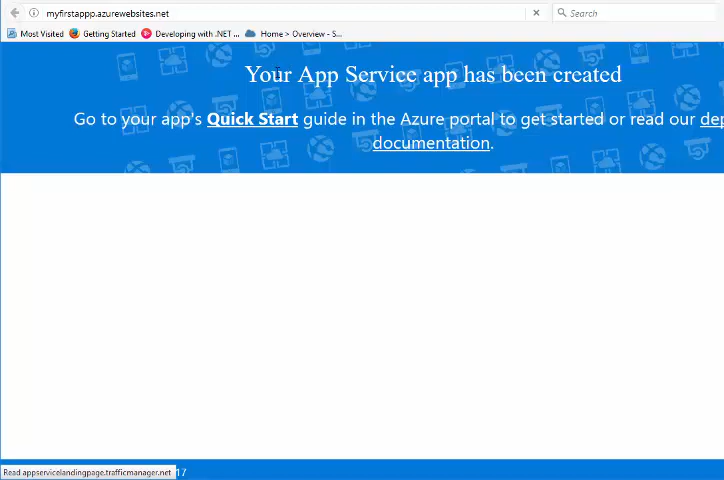 myfirstappp.azurewebsites.net
Search
Most Visited
Getting Started
Developing with .NET ...
Home > Overview - S...
Your App Service app has been created
Go to your app's Quick Start guide in the Azure portal to get started or read our dep
documentation.
Read appservicelandingpage.trafficmanager.net
17